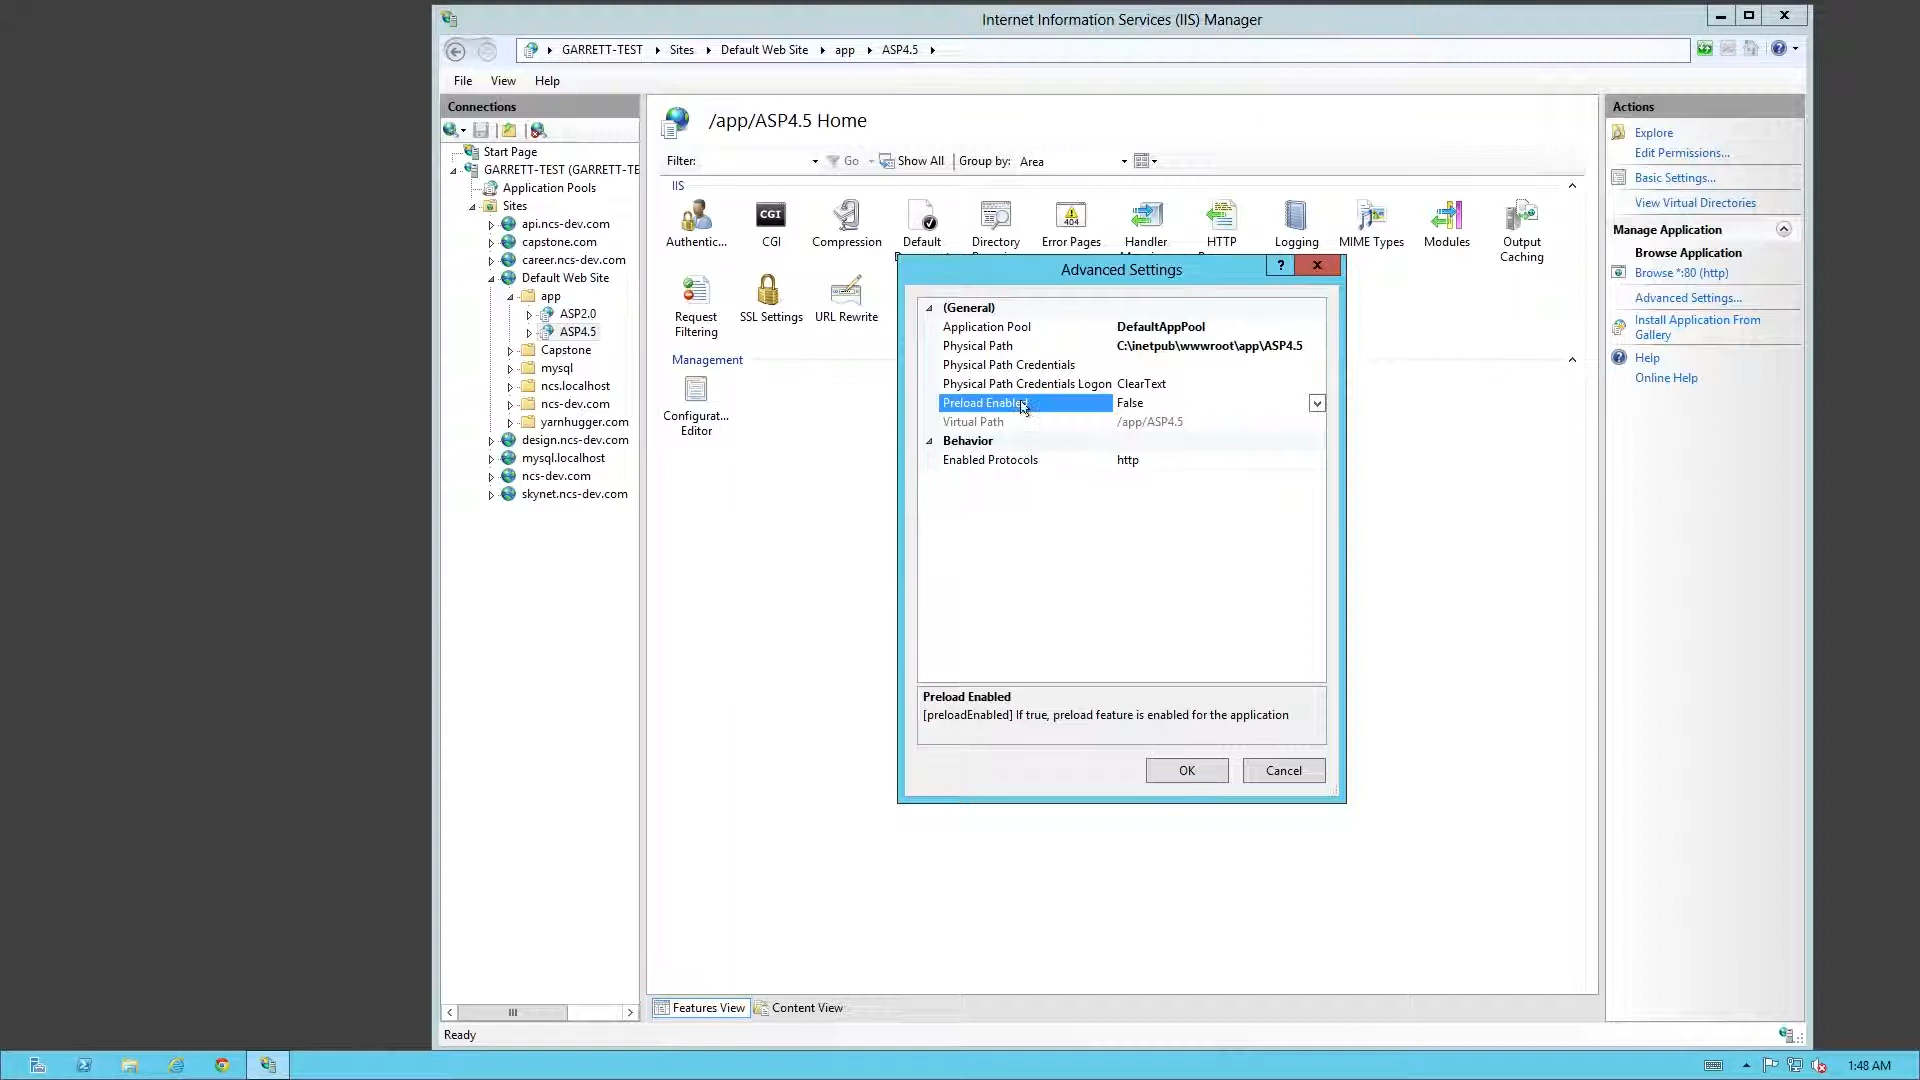 Internet Information Services (IIS) Manager
GARRETT-TEST Sites Default Web Site app ASP4.5
File View Help
Connections
Start Page
GARRETT-TEST (GARRETT-TE
Application Pools
Sites
api.ncs-dev.com
capstone.com
career.ncs-dev.com
Default Web Site
app
ASP2.0
ASP4.5
Capstone
mysql
ncs.localhost
ncs-dev.com
yarnhugger.com
design.ncs-dev.com
mysql.localhost
ncs-dev.com
skynet.ncs-dev.com
/app/ASP4.5 Home
Filter: Go Show All Group by: Area
IIS
Authentic... CGI Compression Default Directory Error Pages Handler HTTP Logging MIME Types Modules Output
Caching
404
Request
Filtering
SSL Settings
URL Rewrite
Management
Configurat...
Editor
Advanced Settings
? x
(General)
Application Pool DefaultAppPool
Physical Path C:\inetpub\wwwroot\app\ASP4.5
Physical Path Credentials
Physical Path Credentials Logon ClearText
Preload Enabled False
Virtual Path /app/ASP4.5
Behavior
Enabled Protocols http
Preload Enabled
[preloadEnabled] If true, preload feature is enabled for the application
OK Cancel
Actions
Explore
Edit Permissions...
Basic Settings...
View Virtual Directories
Manage Application
Browse Application
Browse *:80 (http)
Advanced Settings...
Install Application From
Gallery
Help
Online Help
Features View Content View
Ready
1:48 AM